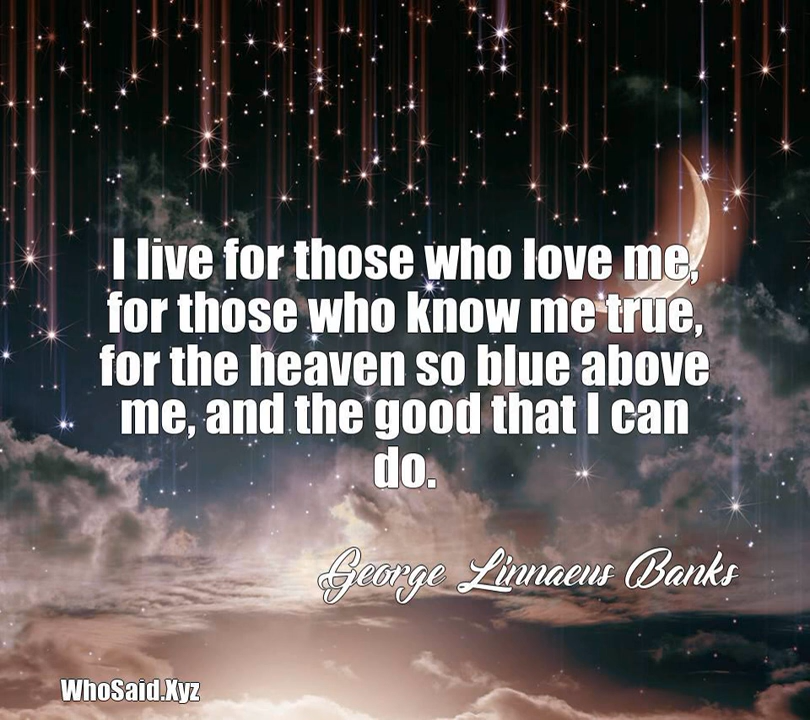 I live for those who love me,
for those who know me true,
for the heaven so blue above
me, and the good that I can
do.
George Linnaeus Banks
WhoSaid.Xyz